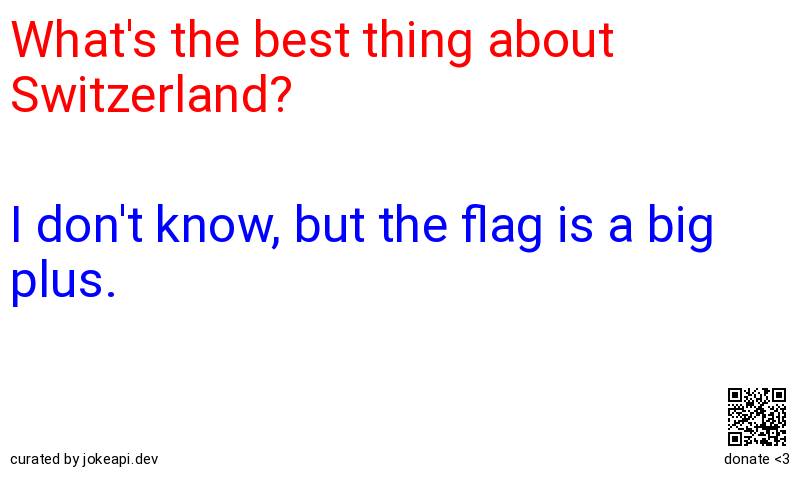 What's the best thing about
Switzerland?
I don't know, but the flag is a big
plus.
curated by jokeapi.dev
donate <3